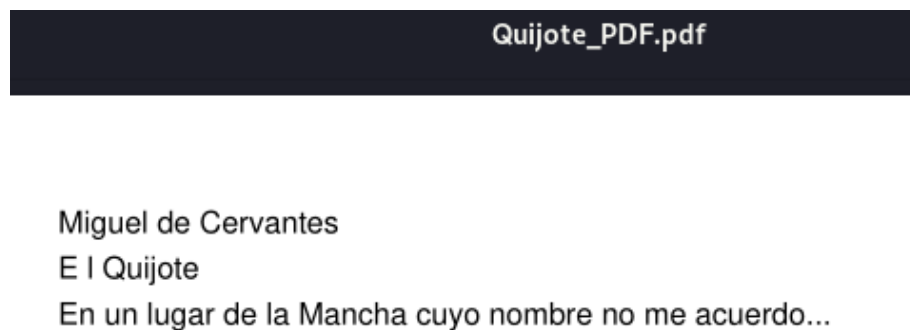 Quijote_PDF.pdf
Miguel de Cervantes
E l Quijote
En un lugar de la Mancha cuyo nombre no me acuerdo...